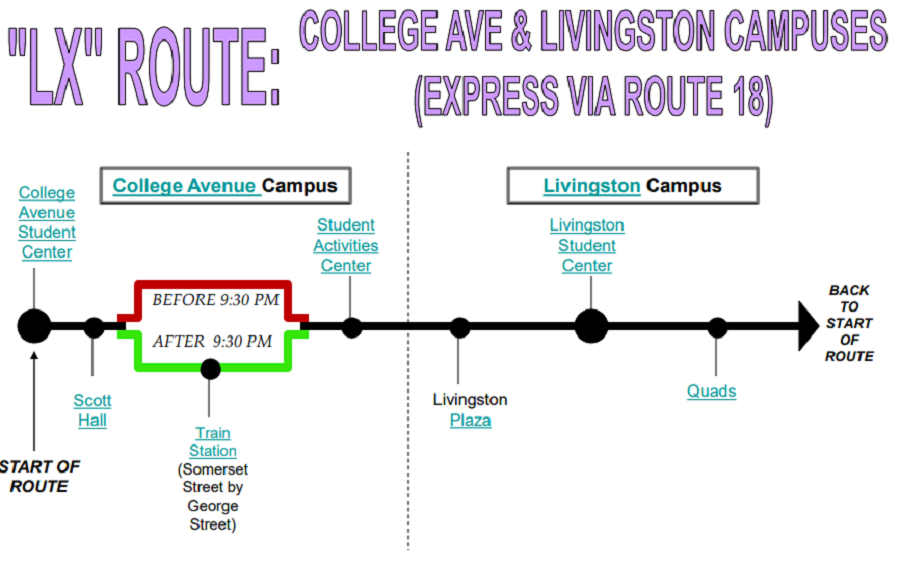 "LX" ROUTE:
COLLEGE AVE & LIVINGSTON CAMPUSES
(EXPRESS VIA ROUTE 18)
College Avenue Campus
Livingston Campus
College
Avenue
Student
Center
Student
Activities
Center
Livingston
Student
Center
BEFORE 9:30 PM
AFTER 9:30 PM
BACK
TO
START
OF
ROUTE
Scott
Hall
Train
Station
(Somerset
Street by
George
Street)
Livingston
Plaza
Quads
START OF
ROUTE